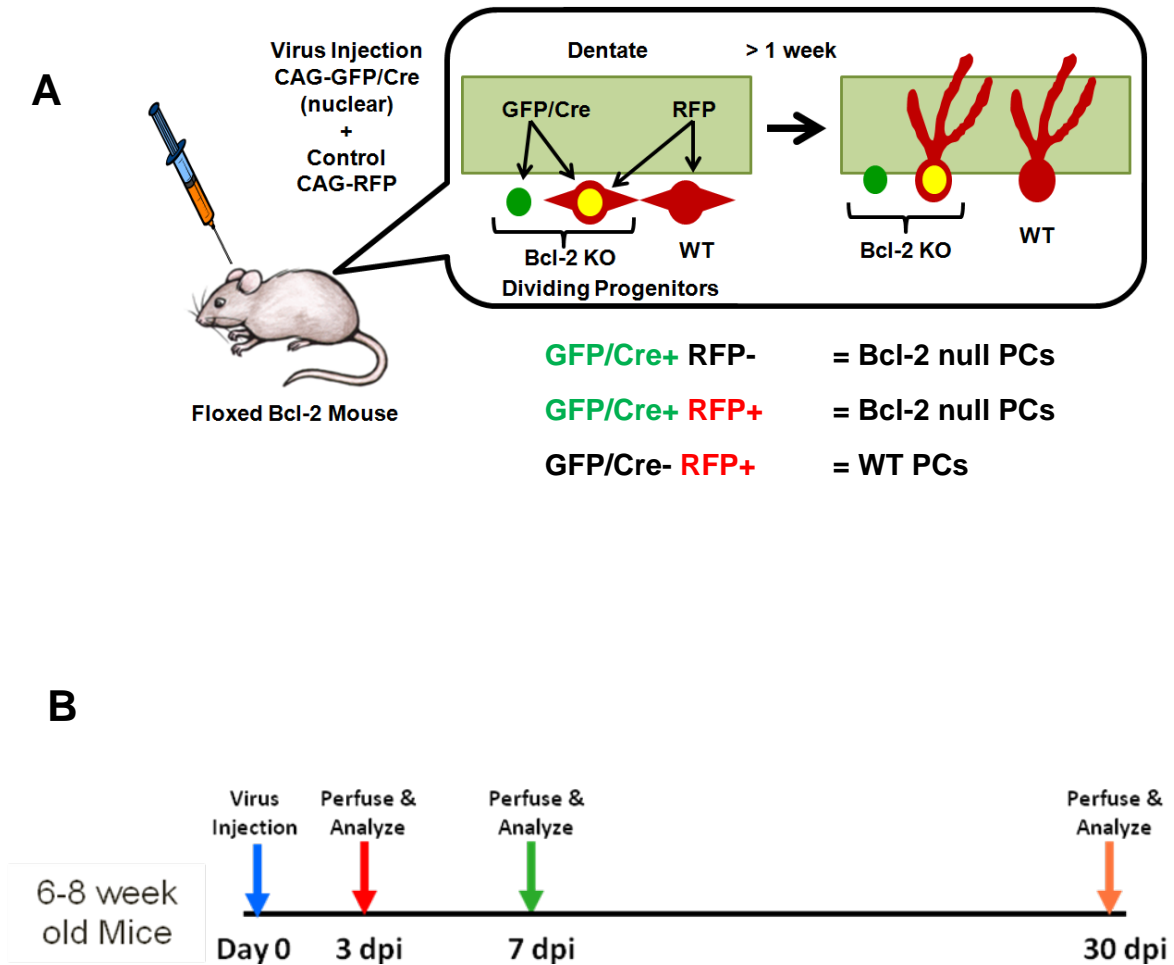 A
Virus Injection
CAG-GFP/Cre
(nuclear)
+
Control
CAG-RFP
Floxed Bcl-2 Mouse
Dentate
> 1 week
GFP/Cre
RFP
Bcl-2 KO
WT
Dividing Progenitors
Bcl-2 KO
WT
GFP/Cre+ RFP- = Bcl-2 null PCs
GFP/Cre+ RFP+ = Bcl-2 null PCs
GFP/Cre- RFP+ = WT PCs
B
6-8 week
old Mice
Virus
Injection
Perfuse &
Analyze
Perfuse &
Analyze
Perfuse &
Analyze
Day 0
3 dpi
7 dpi
30 dpi